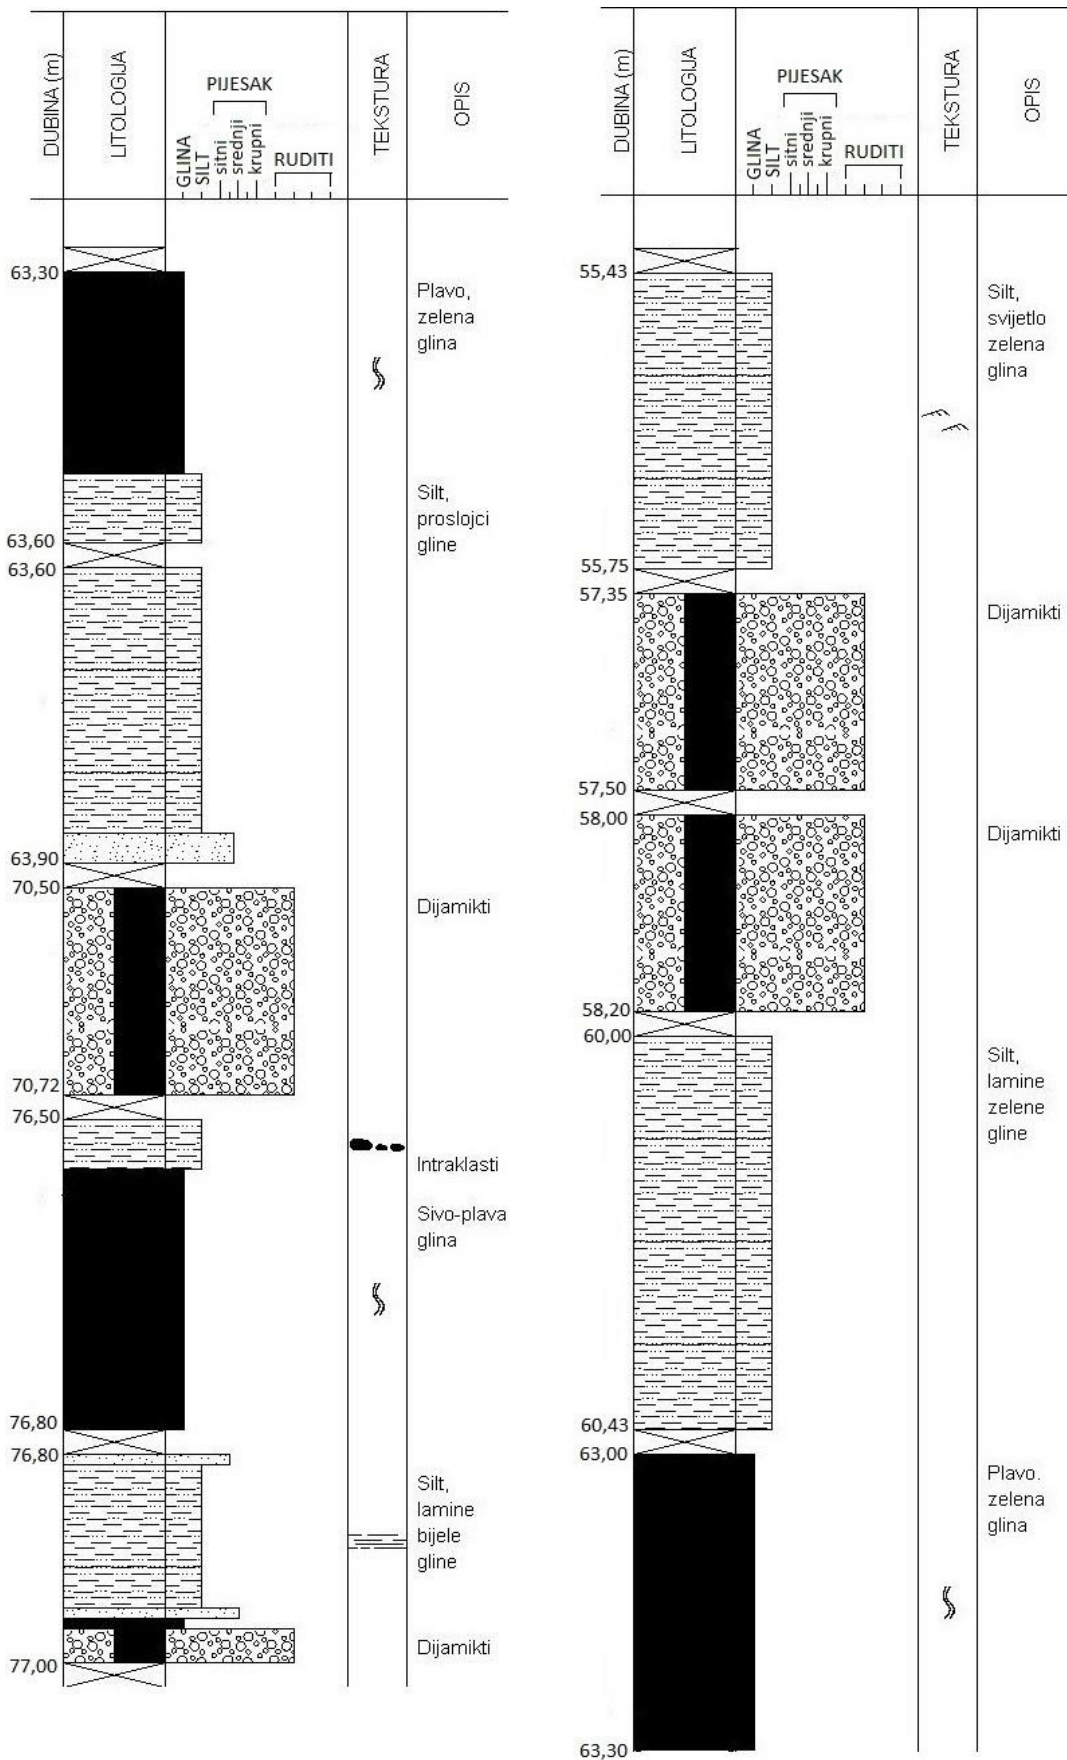 DUBINA (m)
LITOLOGIJA
PIJESAK
GLINA
SILT
sitni
srednji
krupni
RUDITI
TEKSTURA
OPIS
63,30
Plavo,
zelena
glina
Silt,
proslojci
gline
63,60
63,60
63,90
70,50
Dijamikti
70,72
76,50
Intraklasti
Sivo-plava
glina
76,80
76,80
Silt,
lamine
bijele
gline
Dijamikti
77,00
DUBINA (m)
LITOLOGIJA
PIJESAK
GLINA
SILT
sitni
srednji
krupni
RUDITI
TEKSTURA
OPIS
55,43
Silt,
svijetlo
zelena
glina
55,75
57,35
Dijamikti
57,50
58,00
Dijamikti
58,20
60,00
Silt,
lamine
zelene
gline
60,43
63,00
Plavo.
zelena
glina
63,30